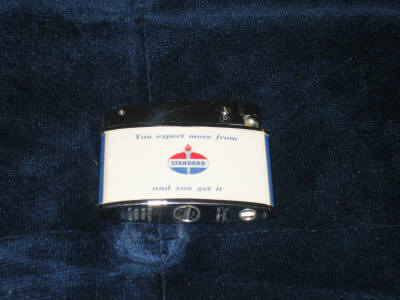 You expect more from
STANDARD
and you get it